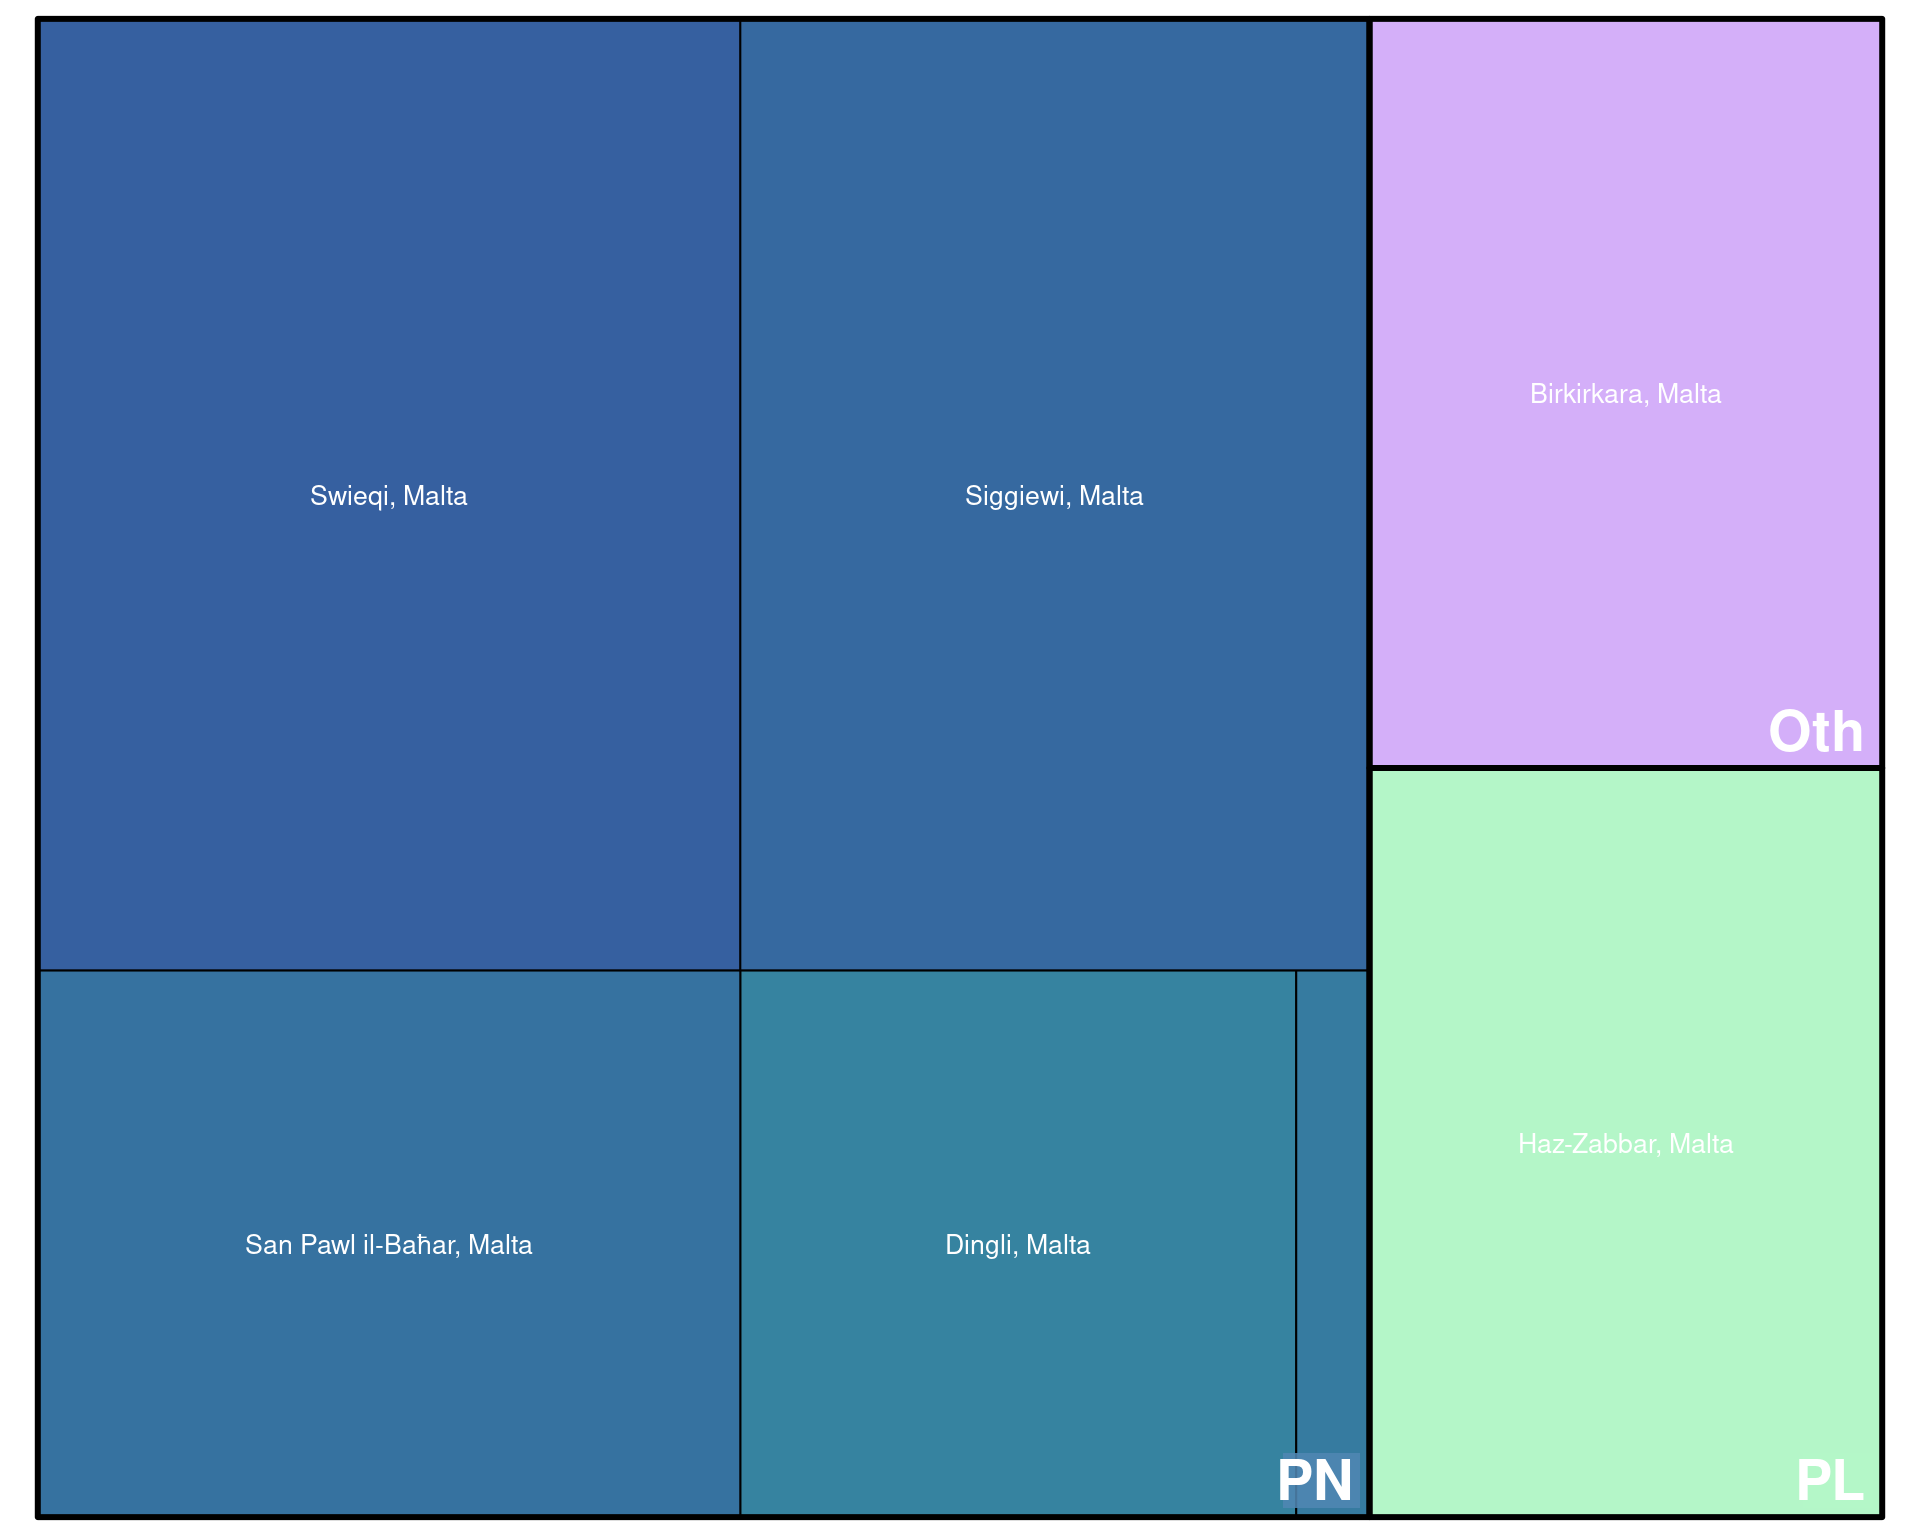 Swieqi, Malta
Siggiewi, Malta
San Pawl il-Baħar, Malta
Dingli, Malta
PN
Birkirkara, Malta
Oth
Haz-Zabbar, Malta
PL